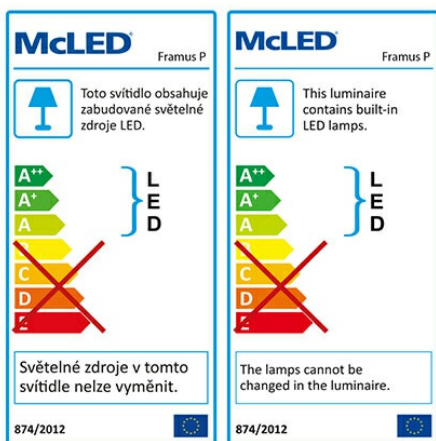 McLED
Framus P
Toto svítidlo obsahuje
zabudované světelné
zdroje LED.
A++
A+
A
B
C
D
E
L
E
D
Světelné zdroje v tomto
svítidle nelze vyměnit.
874/2012
McLED
Framus P
This luminaire
contains built-in
LED lamps.
A++
A+
A
B
C
D
E
L
E
D
The lamps cannot be
changed in the luminaire.
874/2012